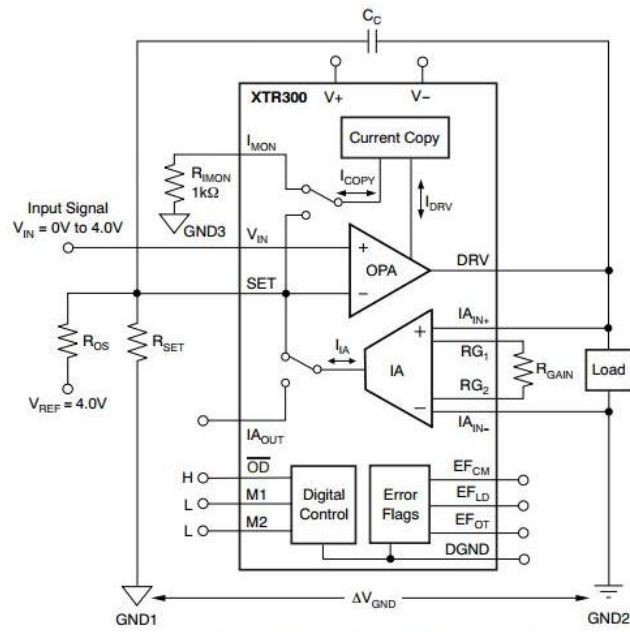 C_C
XTR300
V+
V−
I_MON
Current Copy
R_IMON
1kΩ
I_COPY
I_DRV
Input Signal
V_IN = 0V to 4.0V
GND3
V_IN
+
OPA
DRV
SET
−
IA_IN+
+
R_OS
R_SET
I_IA
IA
RG_1
RG_2
R_GAIN
Load
V_REF = 4.0V
−
IA_IN−
IA_OUT
H
O̅D̅
EF_CM
L
M1
Digital
Control
Error
Flags
EF_LD
L
M2
EF_OT
DGND
ΔV_GND
GND1
GND2